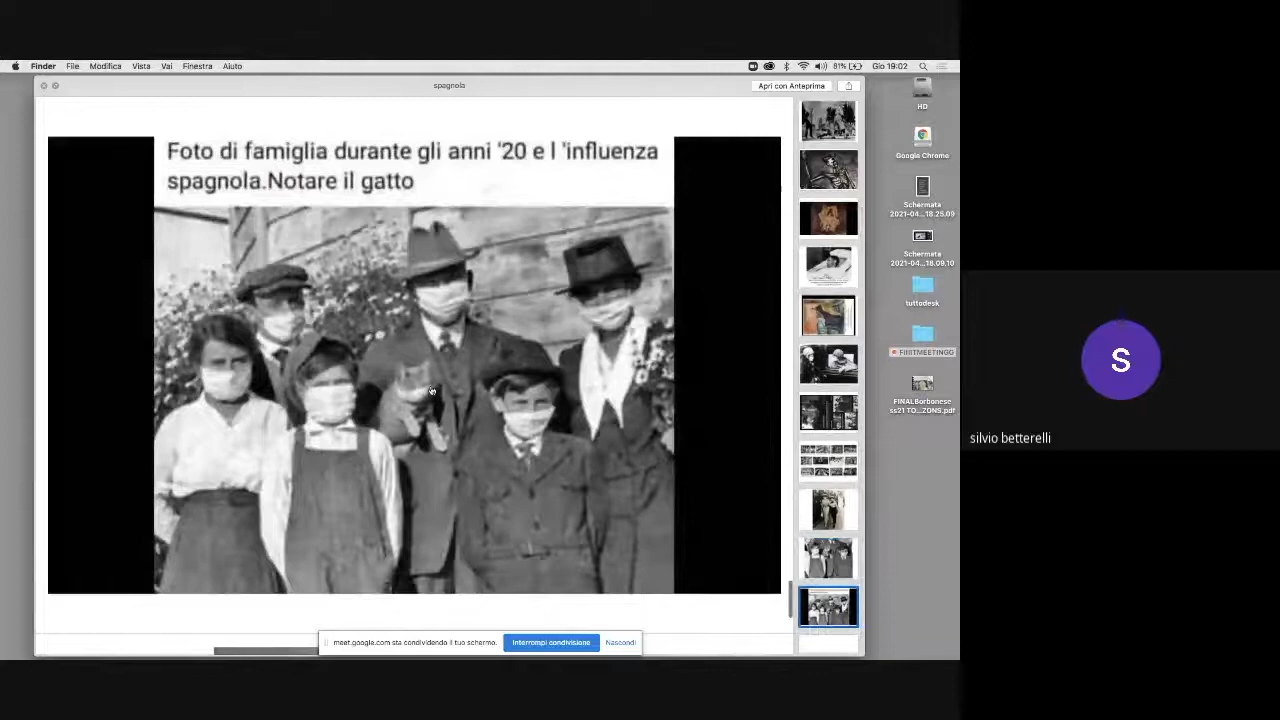 Finder File Modifica Vista Vai Finestra Aiuto
81% Gio 19:02
spagnola
Apri con Anteprima
Foto di famiglia durante gli anni '20 e l 'influenza
spagnola.Notare il gatto
HD
Google Chrome
Schermata
2021-04...18.25.09
Schermata
2021-04...18.09.10
tuttodesk
FIIIITMEETINGG
FINALBorbonese
ss21 TO...ZONS.pdf
S
silvio betterelli
meet.google.com sta condividendo il tuo schermo.
Interrompi condivisione
Nascondi